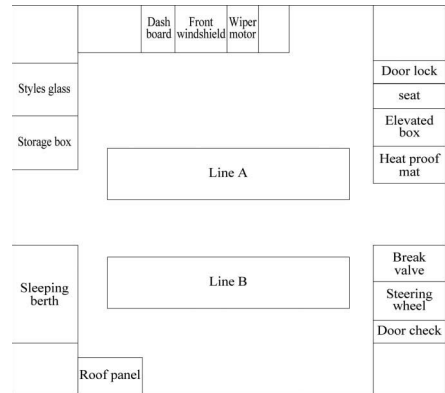 Dash
board
Front
windshield
Wiper
motor
Styles glass
Storage box
Door lock
seat
Elevated
box
Heat proof
mat
Line A
Line B
Sleeping
berth
Break
valve
Steering
wheel
Door check
Roof panel